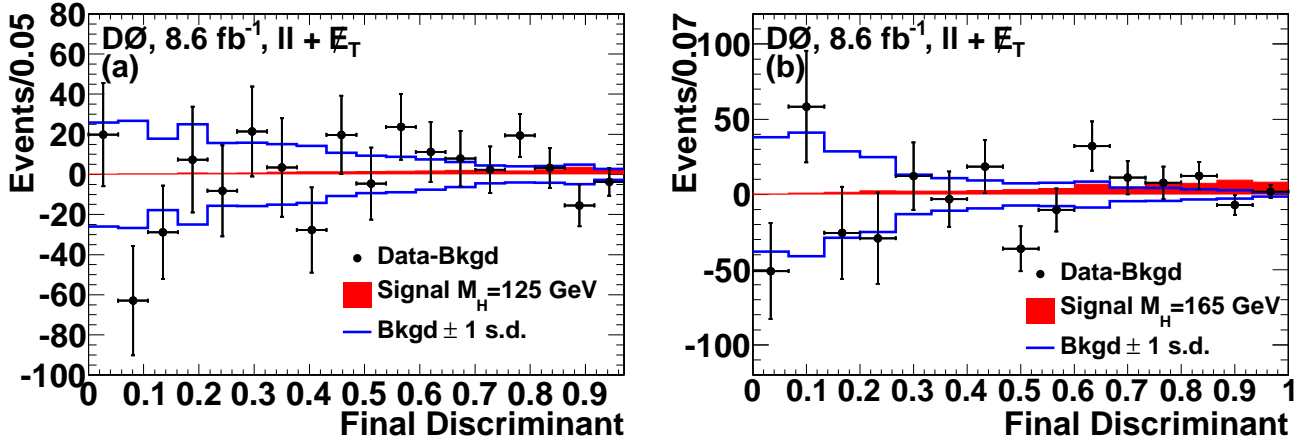 DØ, 8.6 fb⁻¹, ll + E̸_T
(a)
Events/0.05
80
60
40
20
0
-20
-40
-60
-80
-100
Data-Bkgd
Signal M_H=125 GeV
Bkgd ± 1 s.d.
0 0.1 0.2 0.3 0.4 0.5 0.6 0.7 0.8 0.9
Final Discriminant
DØ, 8.6 fb⁻¹, ll + E̸_T
(b)
Events/0.07
100
50
0
-50
-100
Data-Bkgd
Signal M_H=165 GeV
Bkgd ± 1 s.d.
0 0.1 0.2 0.3 0.4 0.5 0.6 0.7 0.8 0.9 1
Final Discriminant